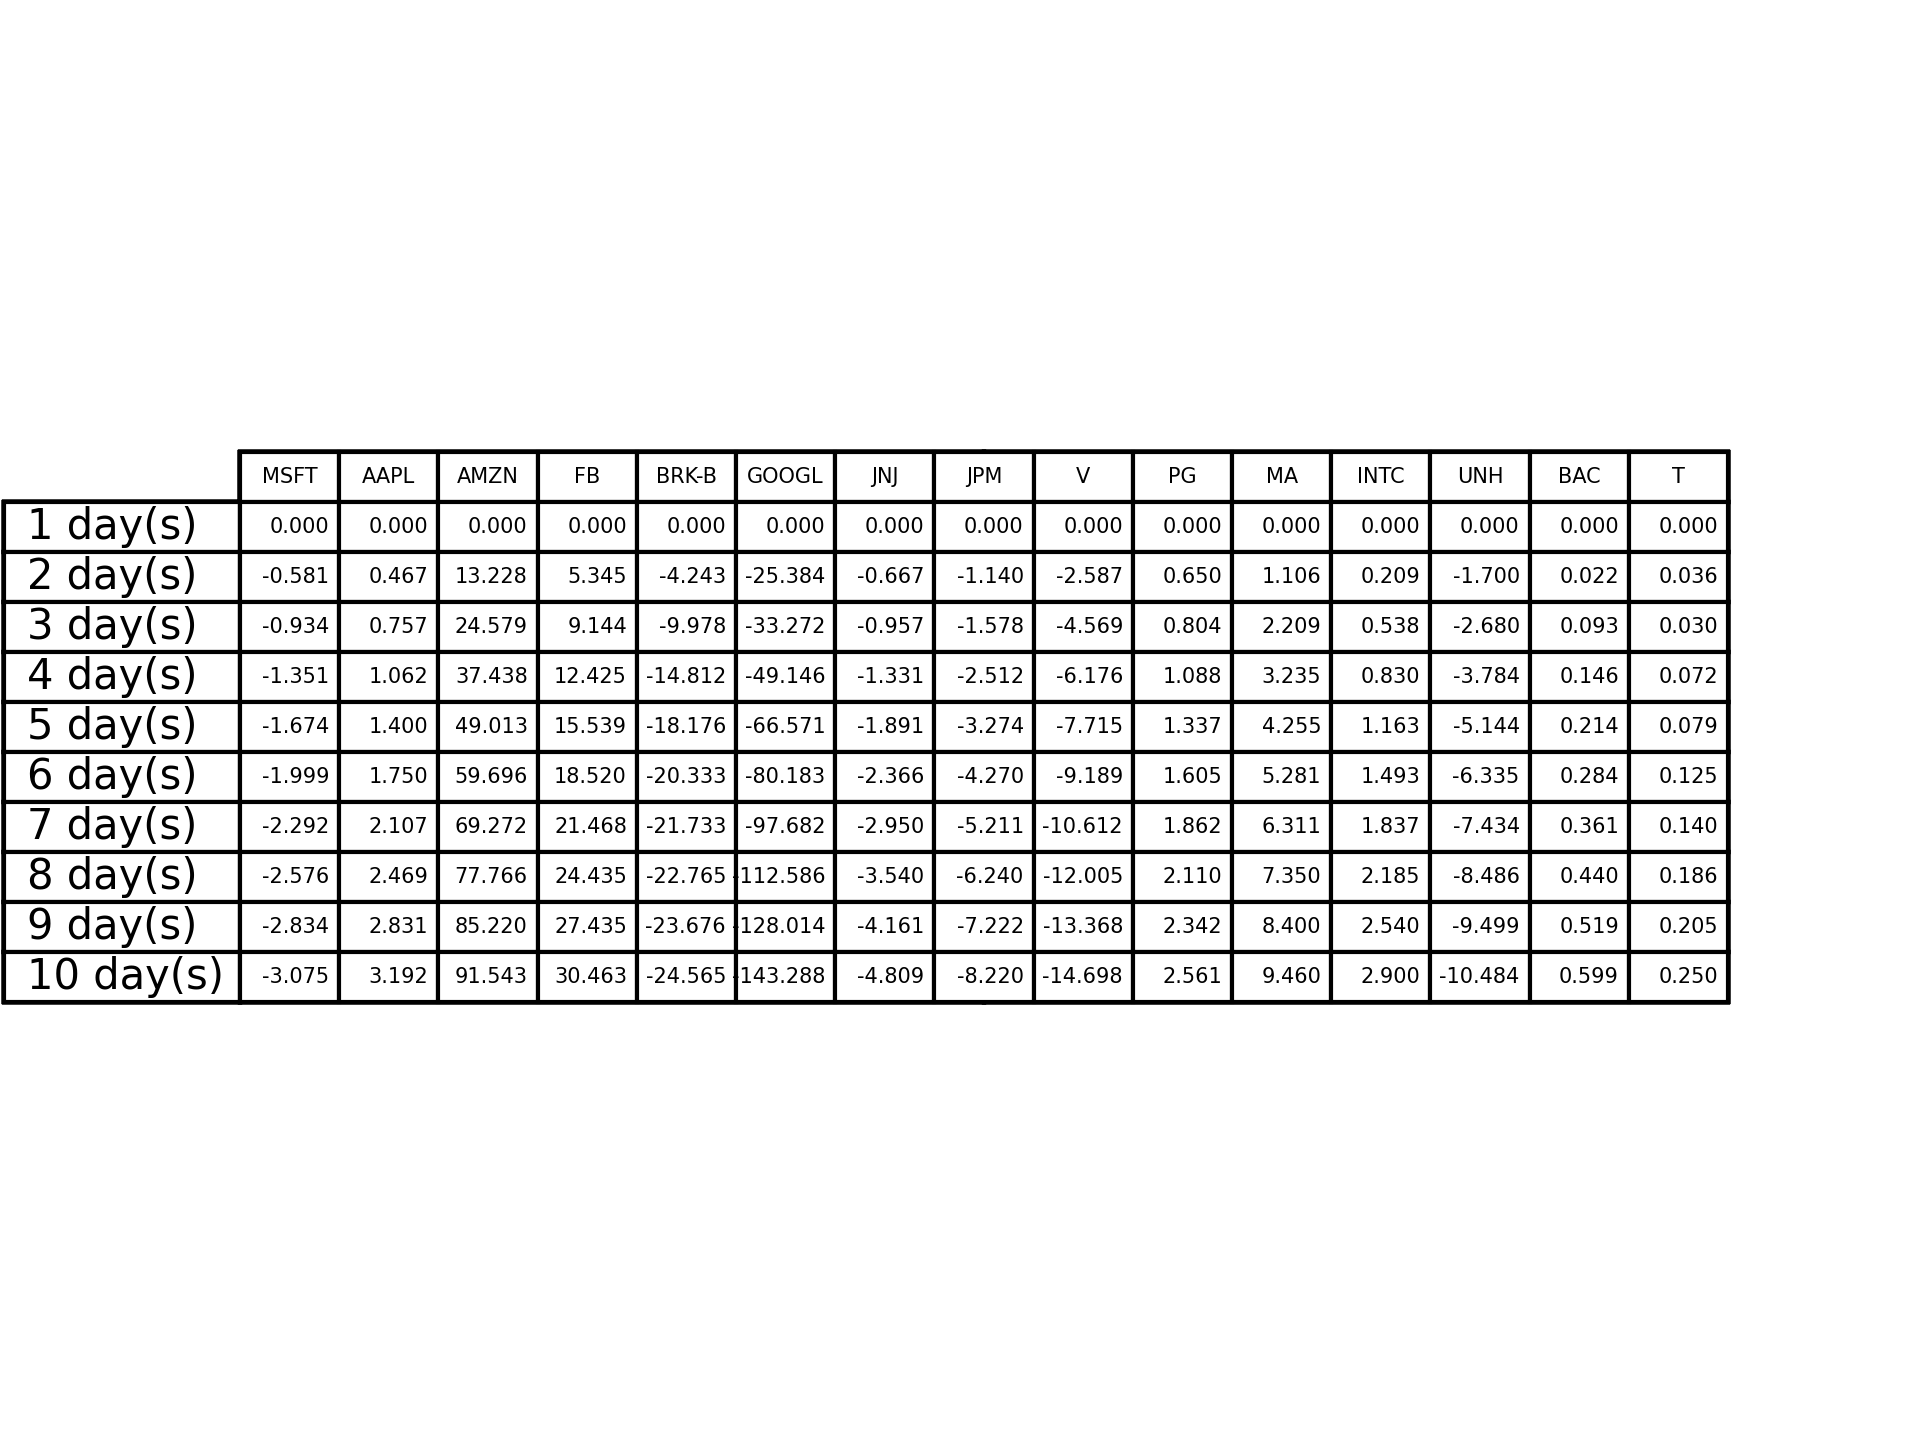 MSFT AAPL AMZN FB BRK-B GOOGL JNJ JPM V PG MA INTC UNH BAC T
1 day(s) 0.000 0.000 0.000 0.000 0.000 0.000 0.000 0.000 0.000 0.000 0.000 0.000 0.000 0.000 0.000
2 day(s) -0.581 0.467 13.228 5.345 -4.243 -25.384 -0.667 -1.140 -2.587 0.650 1.106 0.209 -1.700 0.022 0.036
3 day(s) -0.934 0.757 24.579 9.144 -9.978 -33.272 -0.957 -1.578 -4.569 0.804 2.209 0.538 -2.680 0.093 0.030
4 day(s) -1.351 1.062 37.438 12.425 -14.812 -49.146 -1.331 -2.512 -6.176 1.088 3.235 0.830 -3.784 0.146 0.072
5 day(s) -1.674 1.400 49.013 15.539 -18.176 -66.571 -1.891 -3.274 -7.715 1.337 4.255 1.163 -5.144 0.214 0.079
6 day(s) -1.999 1.750 59.696 18.520 -20.333 -80.183 -2.366 -4.270 -9.189 1.605 5.281 1.493 -6.335 0.284 0.125
7 day(s) -2.292 2.107 69.272 21.468 -21.733 -97.682 -2.950 -5.211 -10.612 1.862 6.311 1.837 -7.434 0.361 0.140
8 day(s) -2.576 2.469 77.766 24.435 -22.765 -112.586 -3.540 -6.240 -12.005 2.110 7.350 2.185 -8.486 0.440 0.186
9 day(s) -2.834 2.831 85.220 27.435 -23.676 -128.014 -4.161 -7.222 -13.368 2.342 8.400 2.540 -9.499 0.519 0.205
10 day(s) -3.075 3.192 91.543 30.463 -24.565 -143.288 -4.809 -8.220 -14.698 2.561 9.460 2.900 -10.484 0.599 0.250